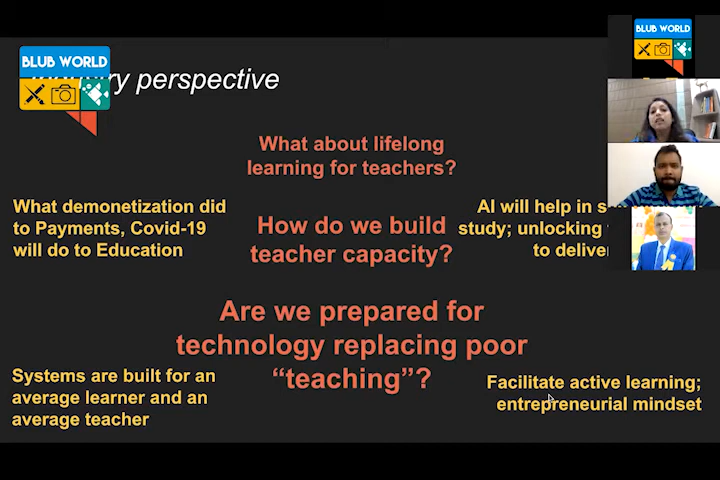 BLUB WORLD
perspective
BLUB WORLD
What about lifelong
learning for teachers?
What demonetization did
to Payments, Covid-19
will do to Education
How do we build
teacher capacity?
AI will help in
study; unlocking
to deliver
Are we prepared for
technology replacing poor
“teaching”?
Systems are built for an
average learner and an
average teacher
Facilitate active learning;
entrepreneurial mindset